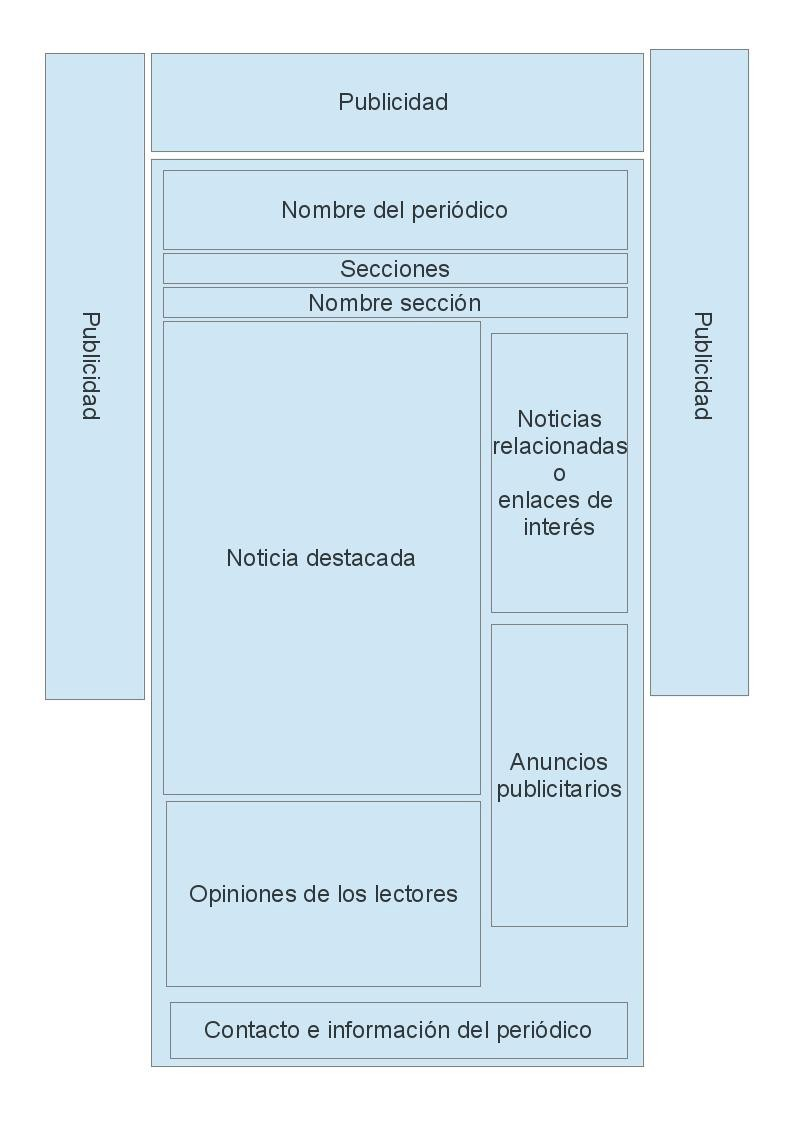 Publicidad
Nombre del periódico
Secciones
Nombre sección
Publicidad
Publicidad
Noticias
relacionadas
o
enlaces de
interés
Noticia destacada
Anuncios
publicitarios
Opiniones de los lectores
Contacto e información del periódico